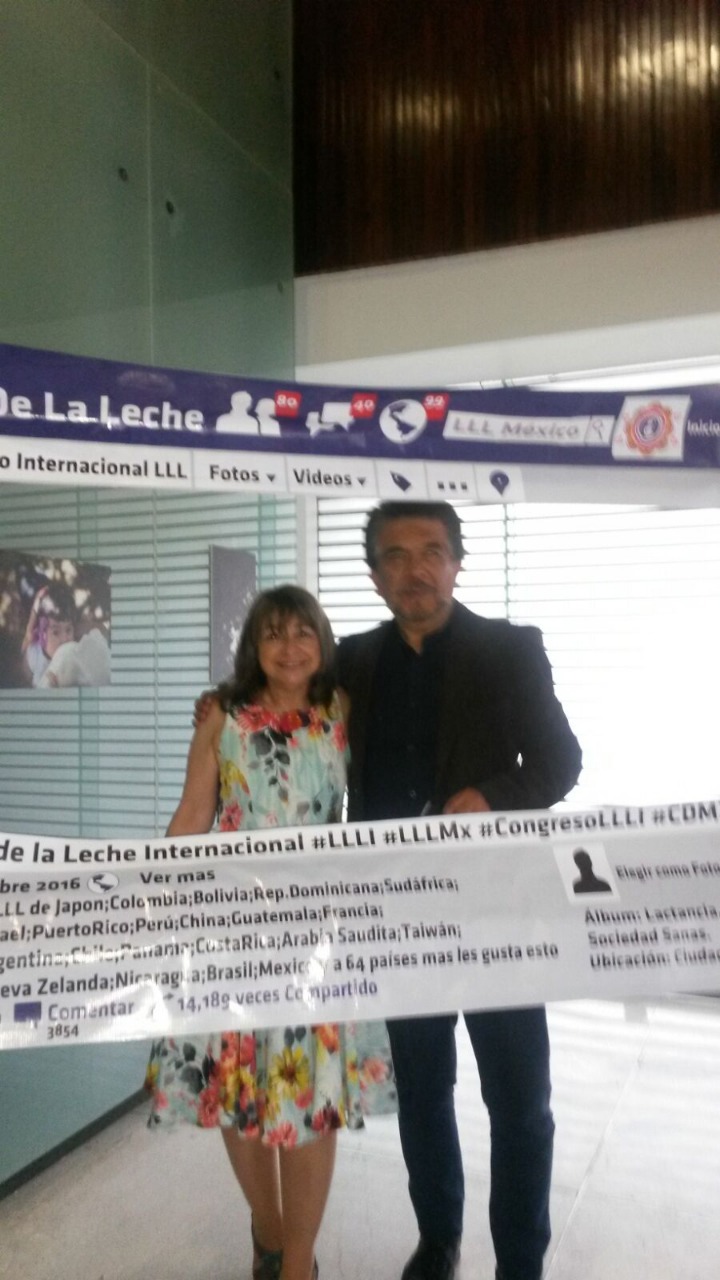 De La Leche 80 40 99 LLL México Inicio
o Internacional LLL Fotos Videos ...
de la Leche Internacional #LLLI #LLLMx #CongresoLLLI #CDM
bre 2016 Ver mas
LLL de Japon;Colombia;Bolivia;Rep.Dominicana;Sudáfrica;
ael;PuertoRico;Perú;China;Guatemala;Francia;
gentina;Chile;Panama;CostaRica;Arabia Saudita;Taiwán;
eva Zelanda;Nicaragua;Brasil;Mexico; a 64 países mas les gusta esto
Comentar 14,189 veces Compartido
3854
Elegir como Foto
Álbum: Lactancia
Sociedad Sanas.
Ubicación: Ciudad